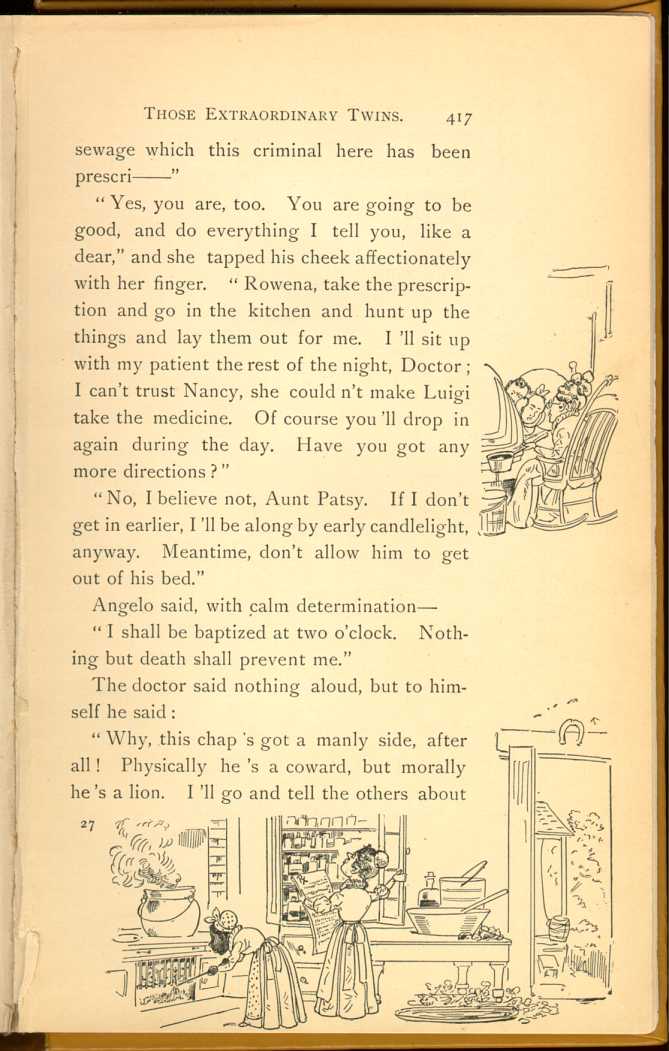 THOSE EXTRAORDINARY TWINS. 417
sewage which this criminal here has been
prescri——"
" Yes, you are, too. You are going to be
good, and do everything I tell you, like a
dear," and she tapped his cheek affectionately
with her finger. " Rowena, take the prescrip-
tion and go in the kitchen and hunt up the
things and lay them out for me. I 'll sit up
with my patient the rest of the night, Doctor ;
I can't trust Nancy, she could n't make Luigi
take the medicine. Of course you 'll drop in
again during the day. Have you got any
more directions ? "
" No, I believe not, Aunt Patsy. If I don't
get in earlier, I 'll be along by early candlelight,
anyway. Meantime, don't allow him to get
out of his bed."
Angelo said, with calm determination—
" I shall be baptized at two o'clock. Noth-
ing but death shall prevent me."
The doctor said nothing aloud, but to him-
self he said :
" Why, this chap 's got a manly side, after
all ! Physically he 's a coward, but morally
he 's a lion. I 'll go and tell the others about
27